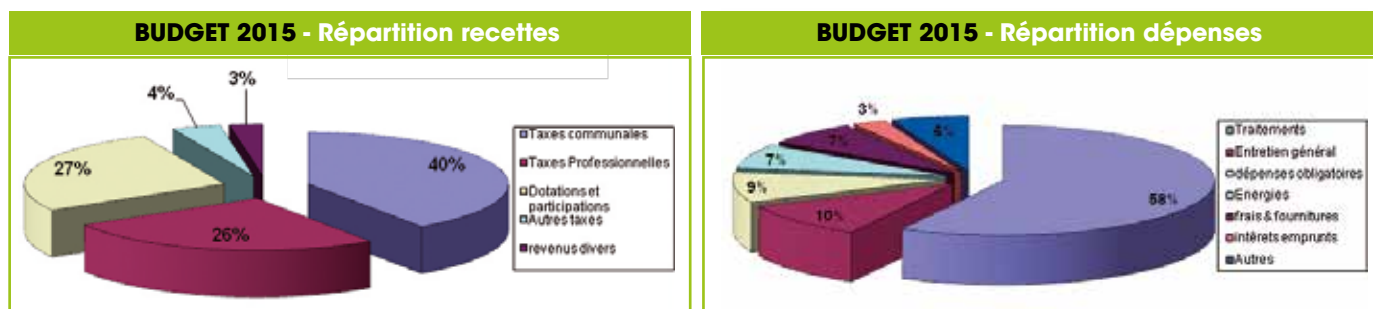 BUDGET 2015 - Répartition recettes
3%
4%
27%
40%
26%
Taxes communales
Taxes Professionnelles
Dotations et
participations
Autres taxes
revenus divers
BUDGET 2015 - Répartition dépenses
3%
7%
7%
9%
10%
58%
Traitements
Entretien général
dépenses obligatoires
Energies
frais & fournitures
intérets emprunts
Autres